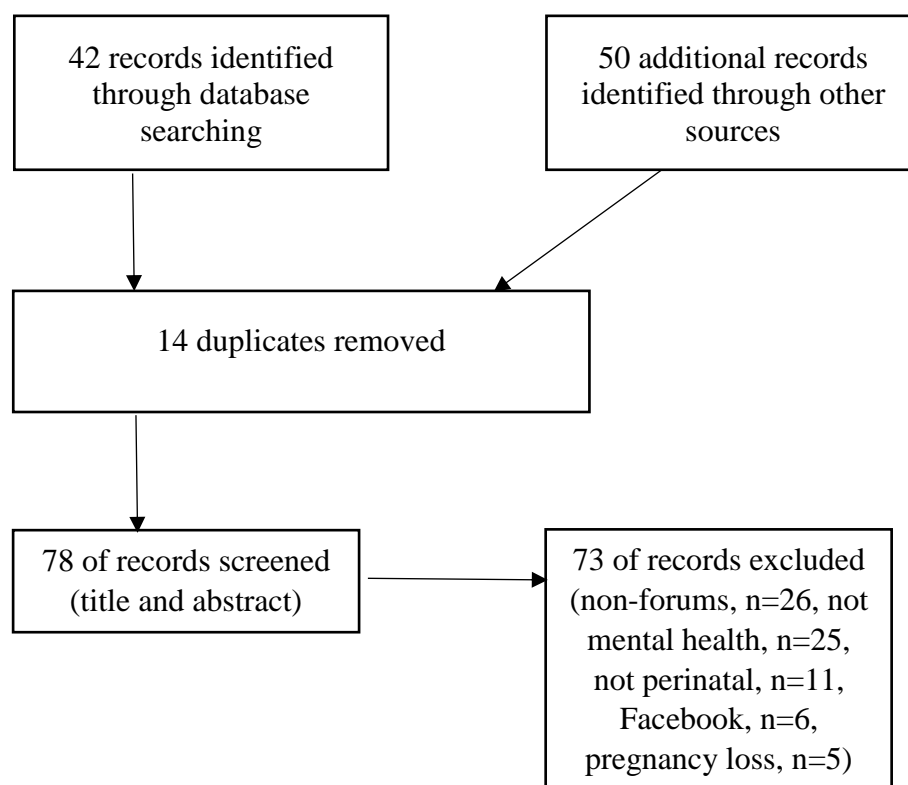 42 records identified
through database
searching
50 additional records
identified through other
sources
14 duplicates removed
78 of records screened
(title and abstract)
73 of records excluded
(non-forums, n=26, not
mental health, n=25,
not perinatal, n=11,
Facebook, n=6,
pregnancy loss, n=5)